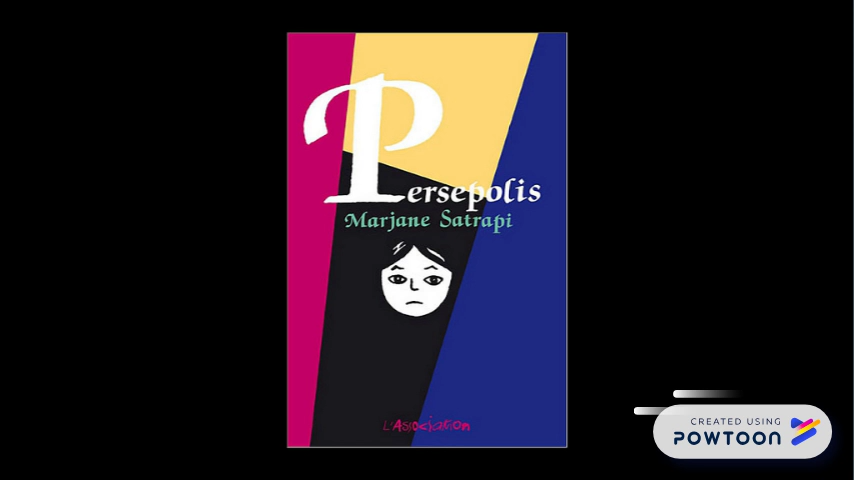 Persepolis
Marjane Satrapi
L'Association
CREATED USING
POWTOON